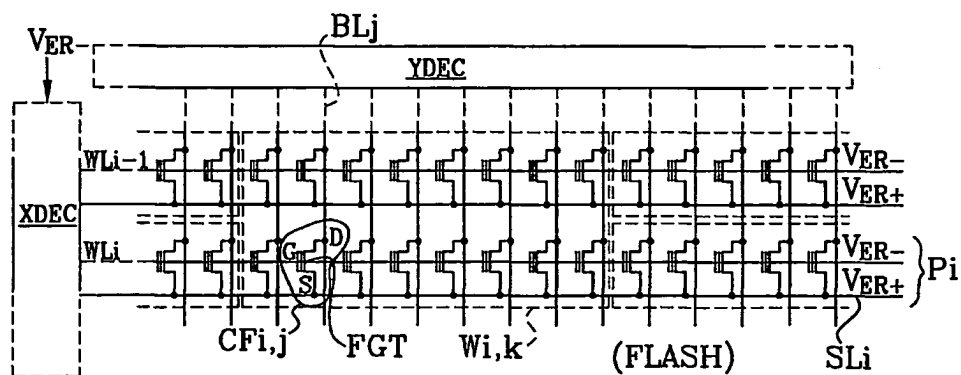 BLj
VER-
YDEC
WLi-1
VER-
VER+
XDEC
WLi
G
D
S
VER-
VER+
Pi
CFi,j
FGT
Wi,k
(FLASH)
SLi